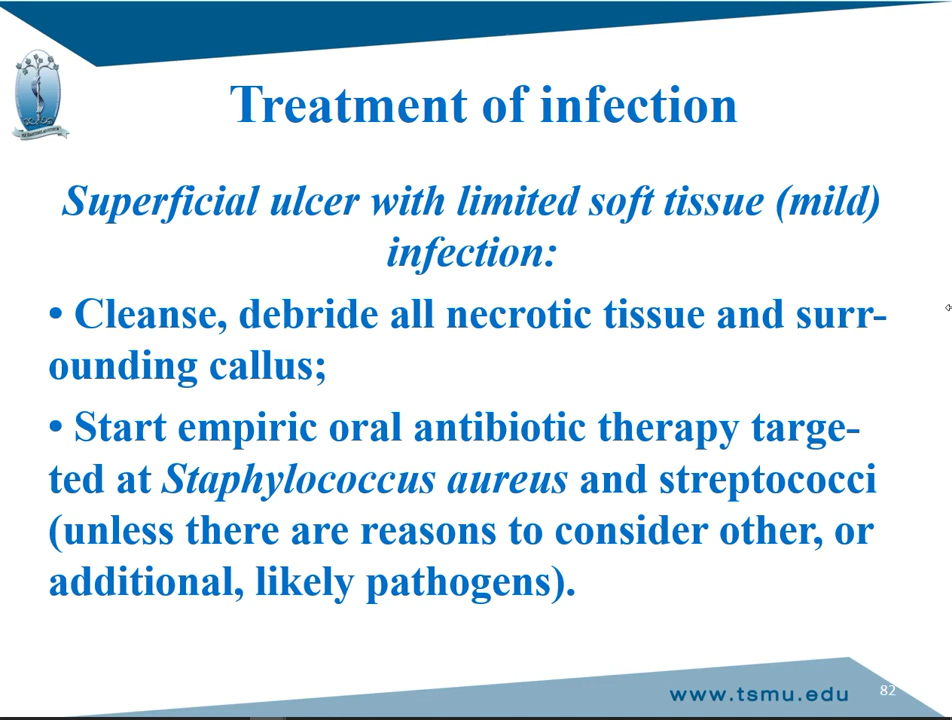 Treatment of infection
Superficial ulcer with limited soft tissue (mild)
infection:
• Cleanse, debride all necrotic tissue and surr-
ounding callus;
• Start empiric oral antibiotic therapy targe-
ted at Staphylococcus aureus and streptococci
(unless there are reasons to consider other, or
additional, likely pathogens).
www.tsmu.edu
82